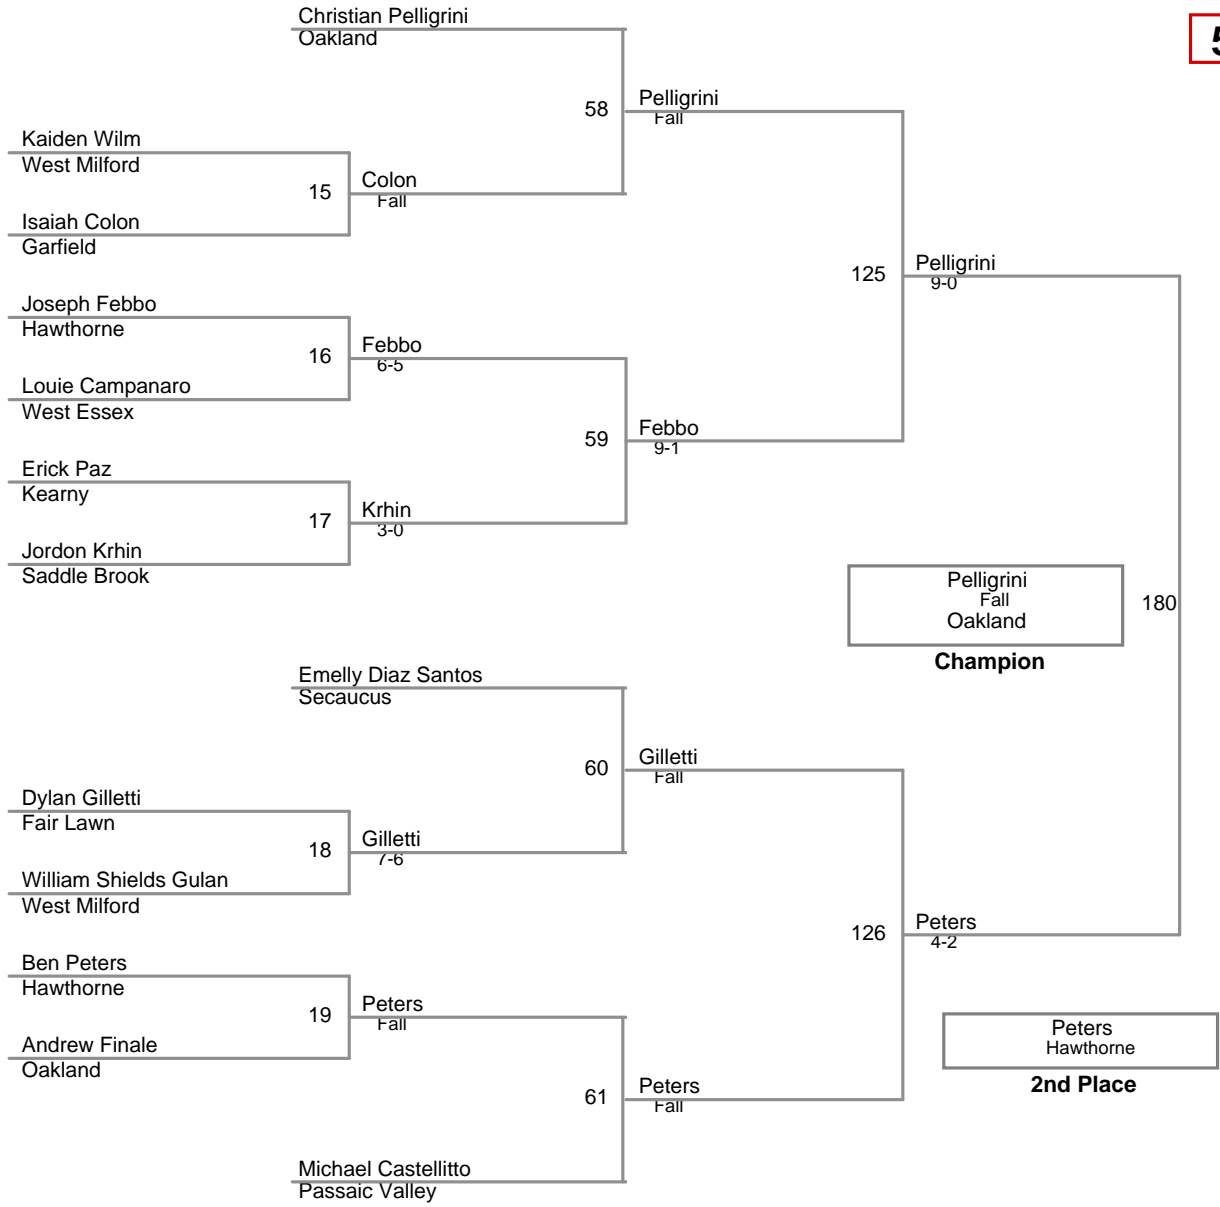 Christian Pelligrini
Oakland
5
58
Pelligrini
Fall
Kaiden Wilm
West Milford
15
Colon
Fall
Isaiah Colon
Garfield
125
Pelligrini
9-0
Joseph Febbo
Hawthorne
16
Febbo
6-5
Louie Campanaro
West Essex
59
Febbo
9-1
Erick Paz
Kearny
17
Krhin
3-0
Jordon Krhin
Saddle Brook
Pelligrini
Fall
Oakland
180
Champion
Emelly Diaz Santos
Secaucus
60
Gilletti
Fall
Dylan Gilletti
Fair Lawn
18
Gilletti
7-6
William Shields Gulan
West Milford
126
Peters
4-2
Ben Peters
Hawthorne
19
Peters
Fall
Andrew Finale
Oakland
Peters
Hawthorne
2nd Place
61
Peters
Fall
Michael Castellitto
Passaic Valley